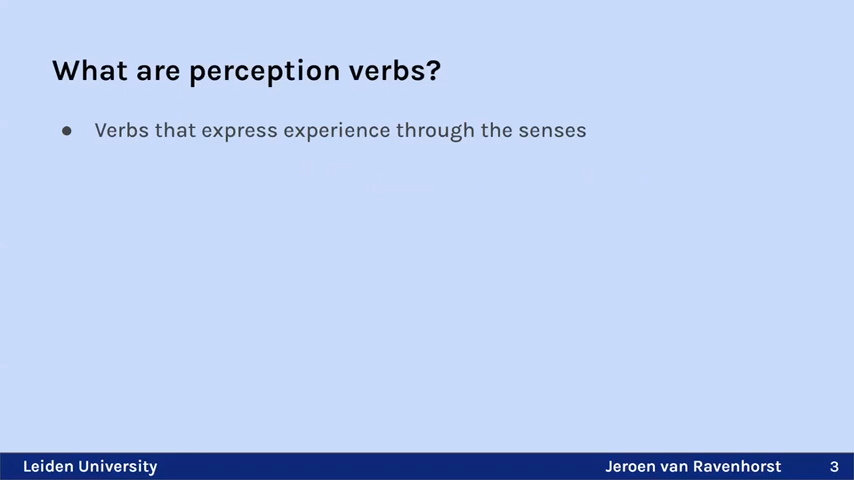 What are perception verbs?
● Verbs that express experience through the senses
Leiden University
Jeroen van Ravenhorst
3